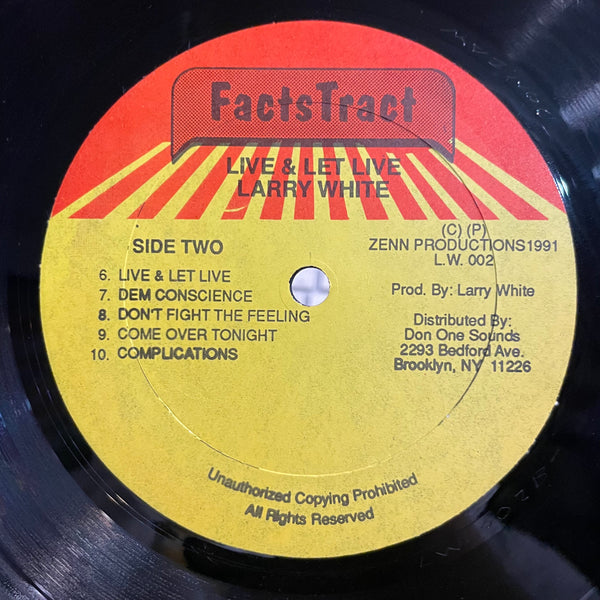 FactsTract
LIVE & LET LIVE
LARRY WHITE
SIDE TWO
6. LIVE & LET LIVE
7. DEM CONSCIENCE
8. DON'T FIGHT THE FEELING
9. COME OVER TONIGHT
10. COMPLICATIONS
(C) (P)
ZENN PRODUCTIONS1991
L.W. 002
Prod. By: Larry White
Distributed By:
Don One Sounds
2293 Bedford Ave.
Brooklyn, NY 11226
Unauthorized Copying Prohibited
All Rights Reserved